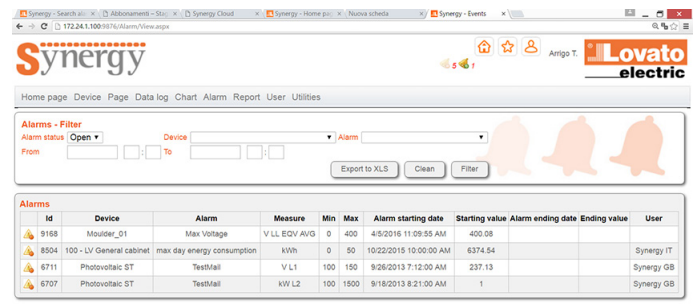 Synergy - Search ala × Abbonamenti – Stag × Synergy Cloud × Synergy - Home pag × Nuova scheda × Synergy - Events ×
172.24.1.100:9876/Alarm/View.aspx
Synergy
5 1
Arrigo T.
Lovato
electric
Home page Device Page Data log Chart Alarm Report User Utilities
Alarms - Filter
Alarm status Open Device Alarm
From : To :
Export to XLS Clean Filter
Alarms
Id Device Alarm Measure Min Max Alarm starting date Starting value Alarm ending date Ending value User
9168 Moulder_01 Max Voltage V LL EQV AVG 0 400 4/5/2016 11:09:55 AM 400.08
8504 100 - LV General cabinet max day energy consumption kWh 0 50 10/22/2015 10:00:00 AM 6374.54 Synergy IT
6711 Photovoltaic ST TestMail V L1 100 150 9/26/2013 7:12:00 AM 237.13 Synergy GB
6707 Photovoltaic ST TestMail kW L2 100 1500 9/18/2013 8:21:00 AM 1 Synergy GB